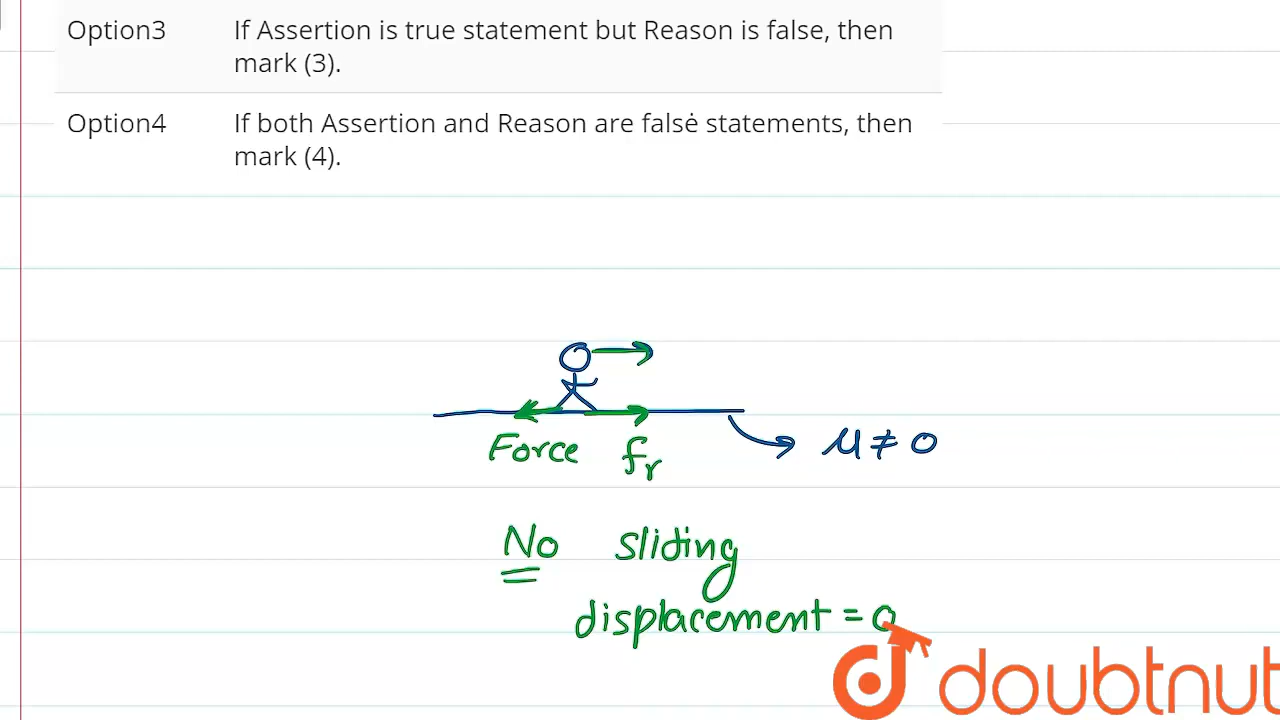 Option3 If Assertion is true statement but Reason is false, then
mark (3).
Option4 If both Assertion and Reason are false statements, then
mark (4).
Force fr
μ ≠ 0
No sliding
displacement = 0
doubtnut